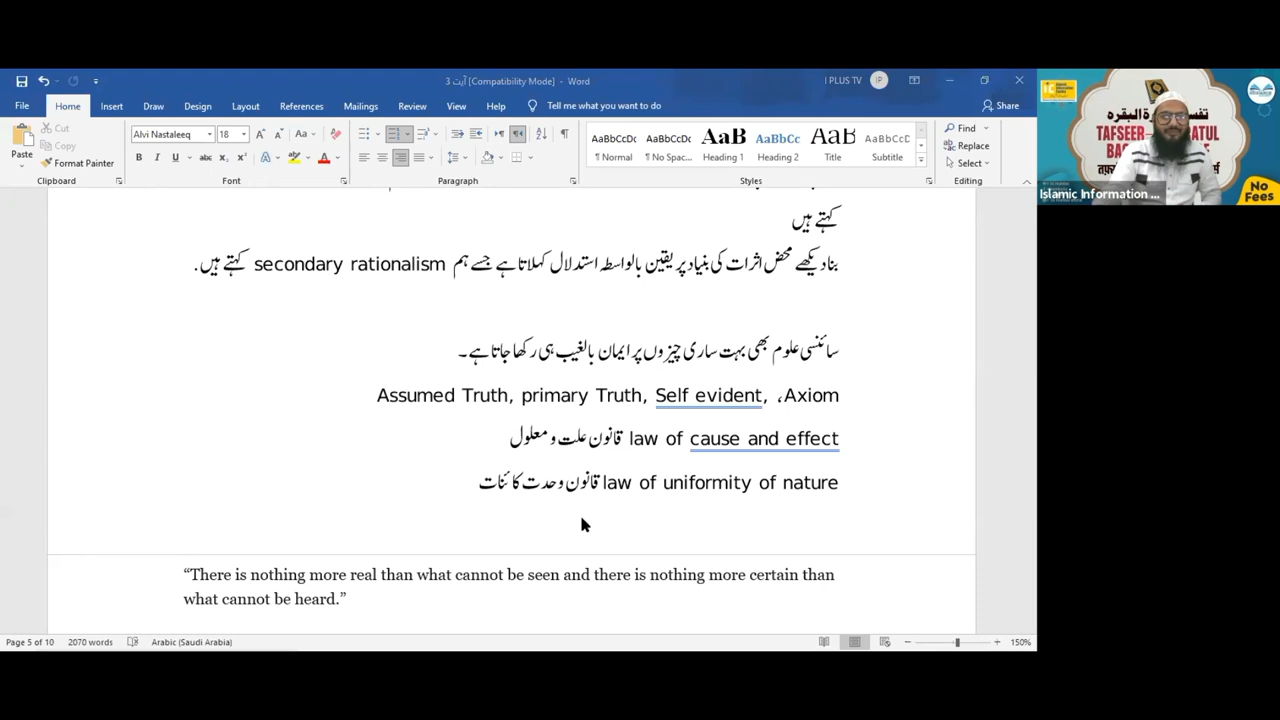 آیت 3 [Compatibility Mode] - Word
I PLUS TV
IP
File Home Insert Draw Design Layout References Mailings Review View Help Tell me what you want to do
Share
Paste
Cut
Copy
Format Painter
Clipboard
Alvi Nastaleeq 18
Font
Paragraph
AaBbCcDc AaBbCcDc AaB AaBbCc AaB AaBbCcD
¶ Normal ¶ No Spac... Heading 1 Heading 2 Title Subtitle
Styles
Find
Replace
Select
Editing
کہتے ہیں
بنا دیکھے محض اثرات کی بنیاد پر یقین بالواسطہ استدلال کہلاتا ہے جسے ہم secondary rationalism کہتے ہیں.
سائنسی علوم بھی بہت ساری چیزوں پر ایمان بالغیب ہی رکھا جاتا ہے۔
Assumed Truth, primary Truth, Self evident, ،Axiom
law of cause and effect قانون علت و معلول
law of uniformity of nature قانون وحدت کائنات
“There is nothing more real than what cannot be seen and there is nothing more certain than
what cannot be heard.”
Page 5 of 10 2070 words Arabic (Saudi Arabia) 150%
TAFSEER
Islamic Information ...
No
Fees